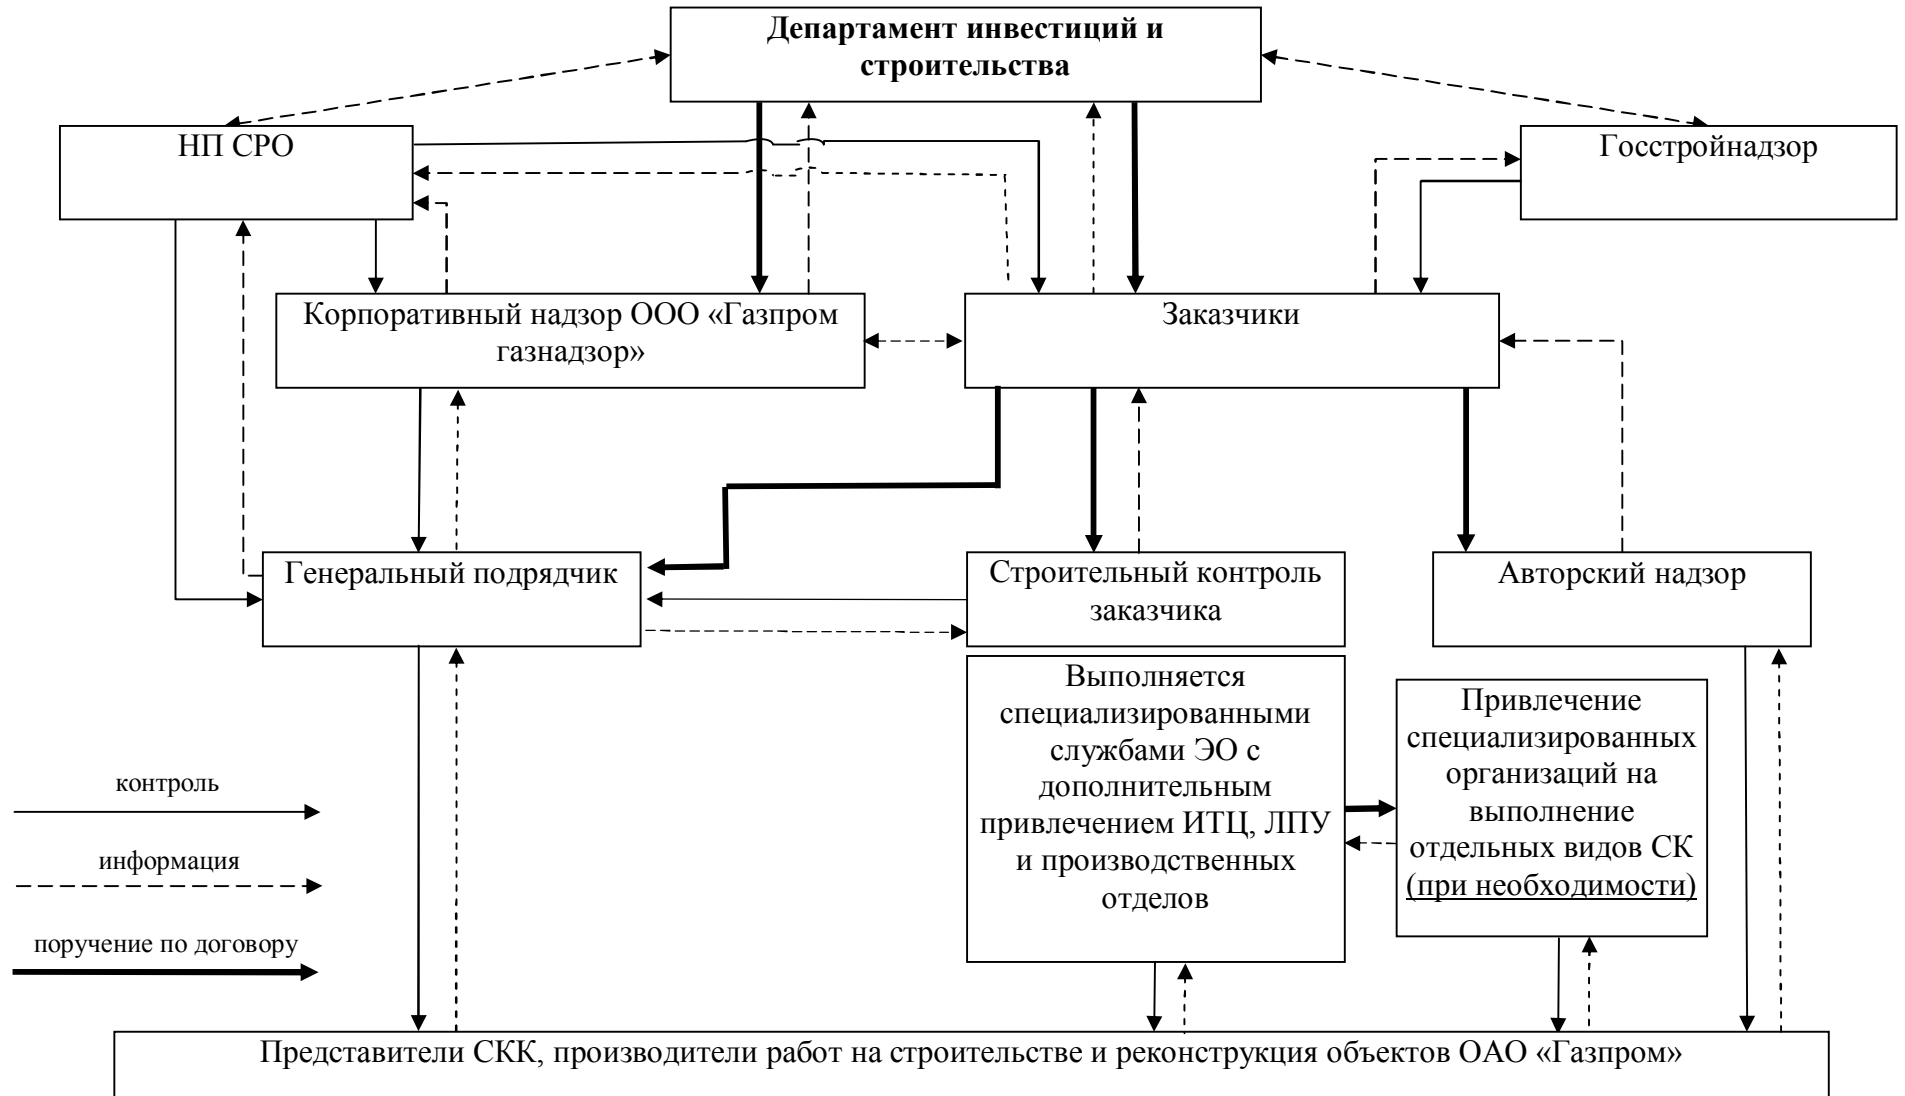 Департамент инвестиций и
строительства
НП СРО
Госстройнадзор
Корпоративный надзор ООО «Газпром
газнадзор»
Заказчики
Генеральный подрядчик
Строительный контроль
заказчика
Авторский надзор
Выполняется
специализированными
службами ЭО с
дополнительным
привлечением ИТЦ, ЛПУ
и производственных
отделов
Привлечение
специализированных
организаций на
выполнение
отдельных видов СК
(при необходимости)
контроль
информация
поручение по договору
Представители СКК, производители работ на строительстве и реконструкция объектов ОАО «Газпром»